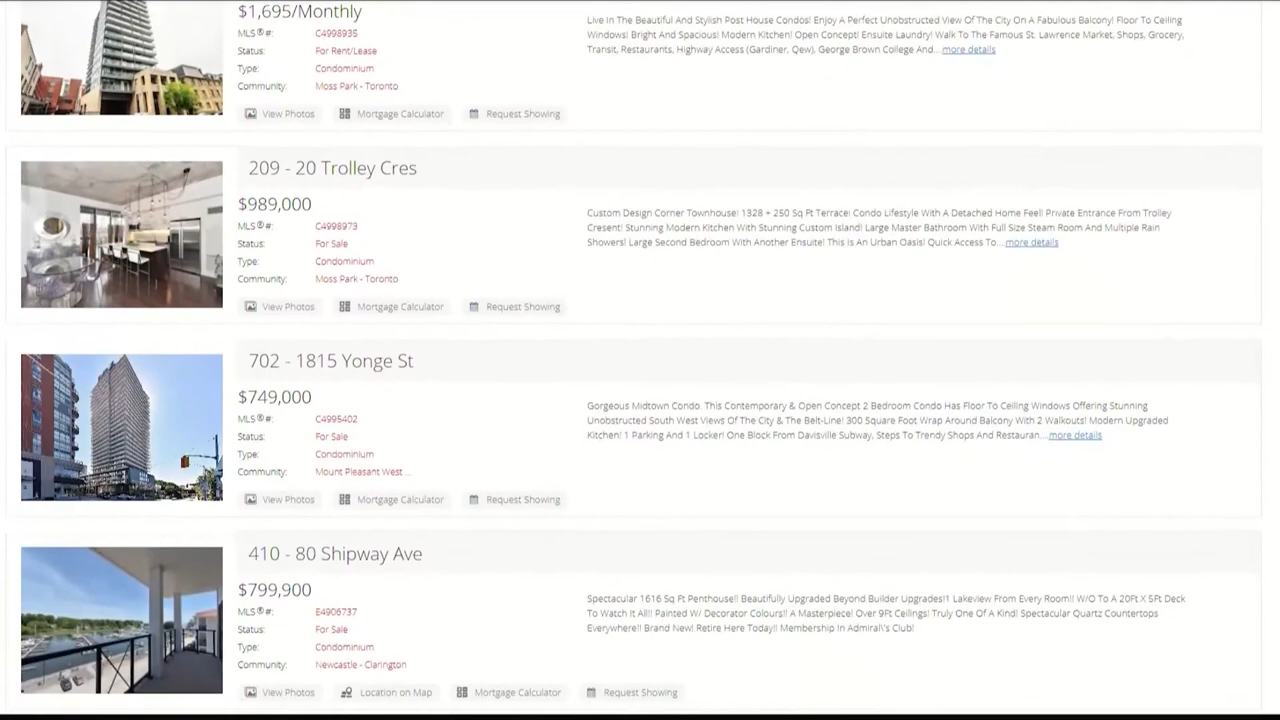 $1,695/Monthly
MLS®#: C4998935
Status: For Rent/Lease
Type: Condominium
Community: Moss Park - Toronto
Live In The Beautiful And Stylish Post House Condos! Enjoy A Perfect Unobstructed View Of The City On A Fabulous Balcony! Floor To Ceiling
Windows! Bright And Spacious! Modern Kitchen! Open Concept! Ensuite Laundry! Walk To The Famous St. Lawrence Market, Shops, Grocery,
Transit, Restaurants, Highway Access (Gardiner, Qew), George Brown College And....more details
View Photos Mortgage Calculator Request Showing
209 - 20 Trolley Cres
$989,000
MLS®#: C4998973
Status: For Sale
Type: Condominium
Community: Moss Park - Toronto
Custom Design Corner Townhouse! 1328 + 250 Sq Ft Terrace! Condo Lifestyle With A Detached Home Feel! Private Entrance From Trolley
Cresent! Stunning Modern Kitchen With Stunning Custom Island! Large Master Bathroom With Full Size Steam Room And Multiple Rain
Showers! Large Second Bedroom With Another Ensuite! This Is An Urban Oasis! Quick Access To....more details
View Photos Mortgage Calculator Request Showing
702 - 1815 Yonge St
$749,000
MLS®#: C4995402
Status: For Sale
Type: Condominium
Community: Mount Pleasant West ...
Gorgeous Midtown Condo. This Contemporary & Open Concept 2 Bedroom Condo Has Floor To Ceiling Windows Offering Stunning
Unobstructed South West Views Of The City & The Belt-Line! 300 Square Foot Wrap Around Balcony With 2 Walkouts! Modern Upgraded
Kitchen! 1 Parking And 1 Locker! One Block From Davisville Subway, Steps To Trendy Shops And Restauran....more details
View Photos Mortgage Calculator Request Showing
410 - 80 Shipway Ave
$799,900
MLS®#: E4906737
Status: For Sale
Type: Condominium
Community: Newcastle - Clarington
Spectacular 1616 Sq Ft Penthouse!! Beautifully Upgraded Beyond Builder Upgrades!1 Lakeview From Every Room!! W/O To A 20Ft X 5Ft Deck
To Watch It All!! Painted W/ Decorator Colours!! A Masterpiece! Over 9Ft Ceilings! Truly One Of A Kind! Spectacular Quartz Countertops
Everywhere!! Brand New! Retire Here Today!! Membership In Admiral\'s Club!
View Photos Location on Map Mortgage Calculator Request Showing